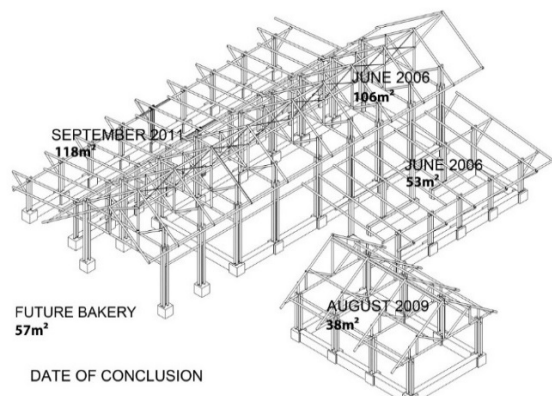 JUNE 2006
106m²
SEPTEMBER 2011
118m²
JUNE 2006
53m²
FUTURE BAKERY
57m²
AUGUST 2009
38m²
DATE OF CONCLUSION